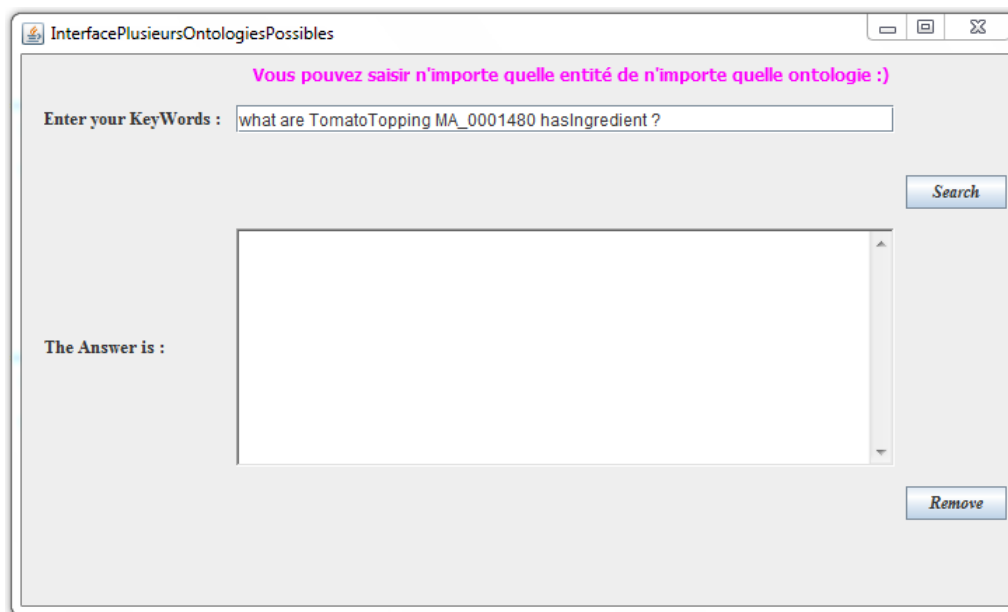 InterfacePlusieursOntologiesPossibles
Vous pouvez saisir n'importe quelle entité de n'importe quelle ontologie :)
Enter your KeyWords : what are TomatoTopping MA_0001480 hasIngredient ?
Search
The Answer is :
Remove